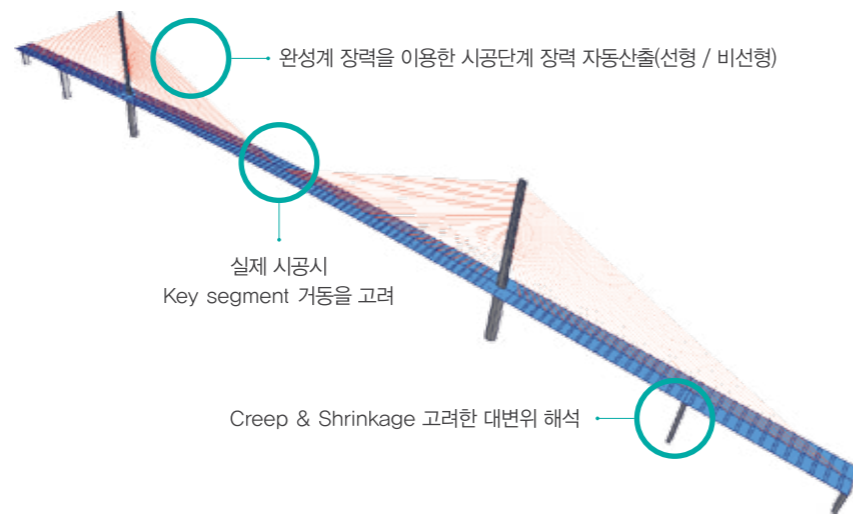 완성계 장력을 이용한 시공단계 장력 자동산출(선형 / 비선형)
실제 시공시
Key segment 거동을 고려
Creep & Shrinkage 고려한 대변위 해석